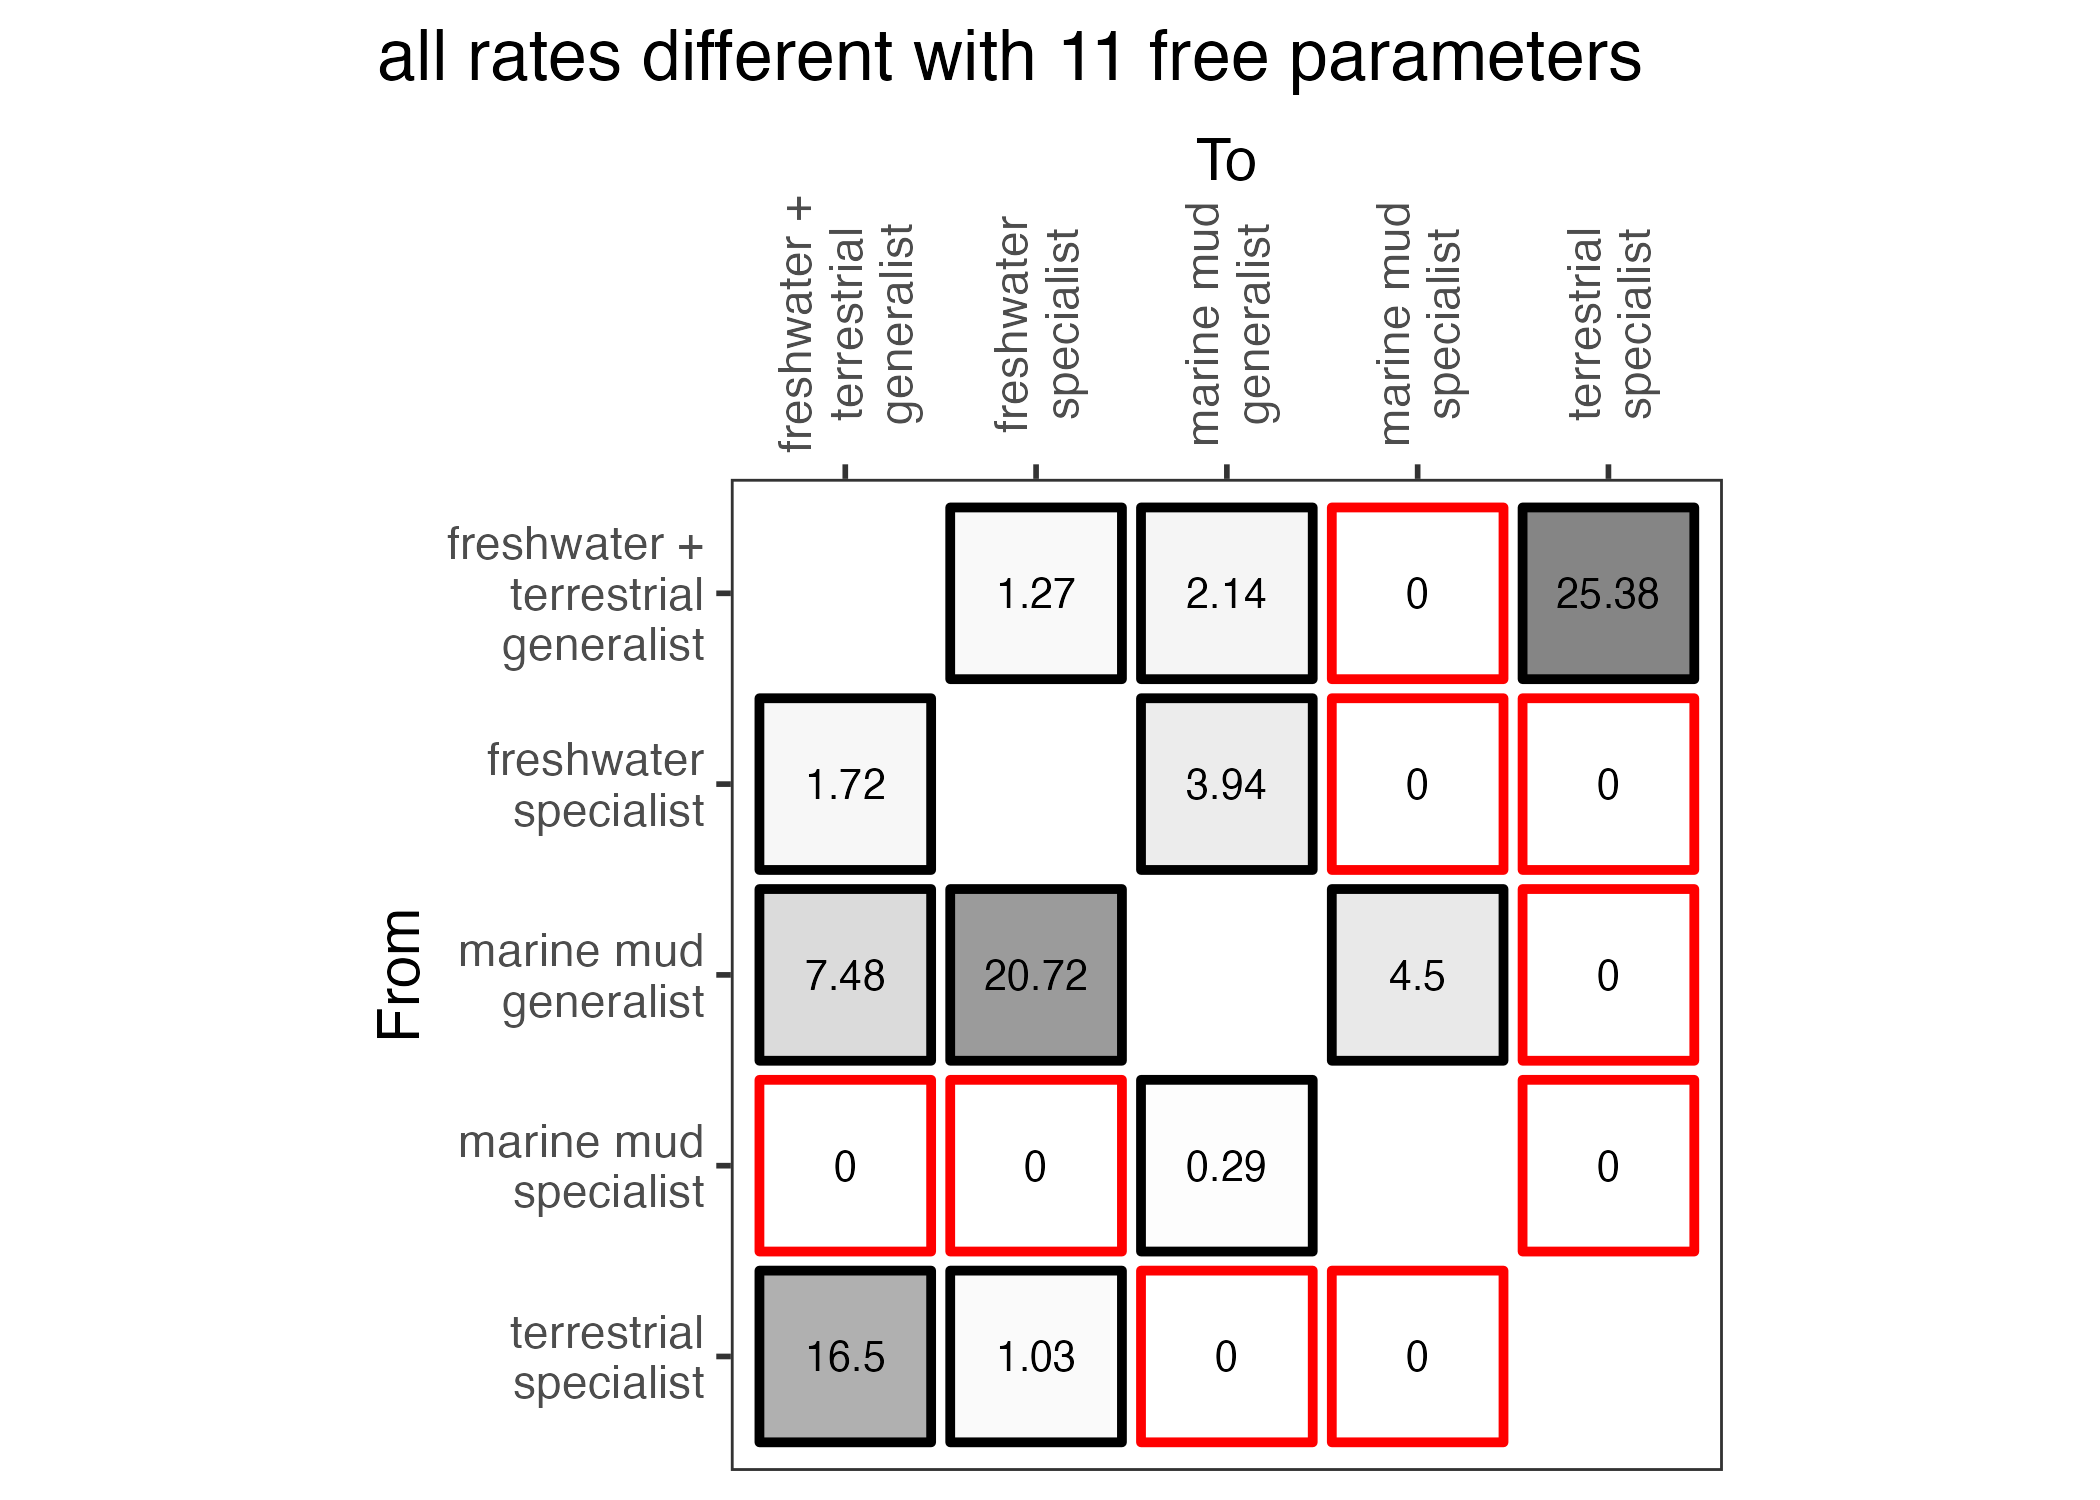 all rates different with 11 free parameters
To
freshwater +
terrestrial
generalist
freshwater
specialist
marine mud
generalist
marine mud
specialist
terrestrial
specialist
From
freshwater +
terrestrial
generalist
1.27
2.14
0
25.38
freshwater
specialist
1.72
3.94
0
0
marine mud
generalist
7.48
20.72
4.5
0
marine mud
specialist
0
0
0.29
0
terrestrial
specialist
16.5
1.03
0
0